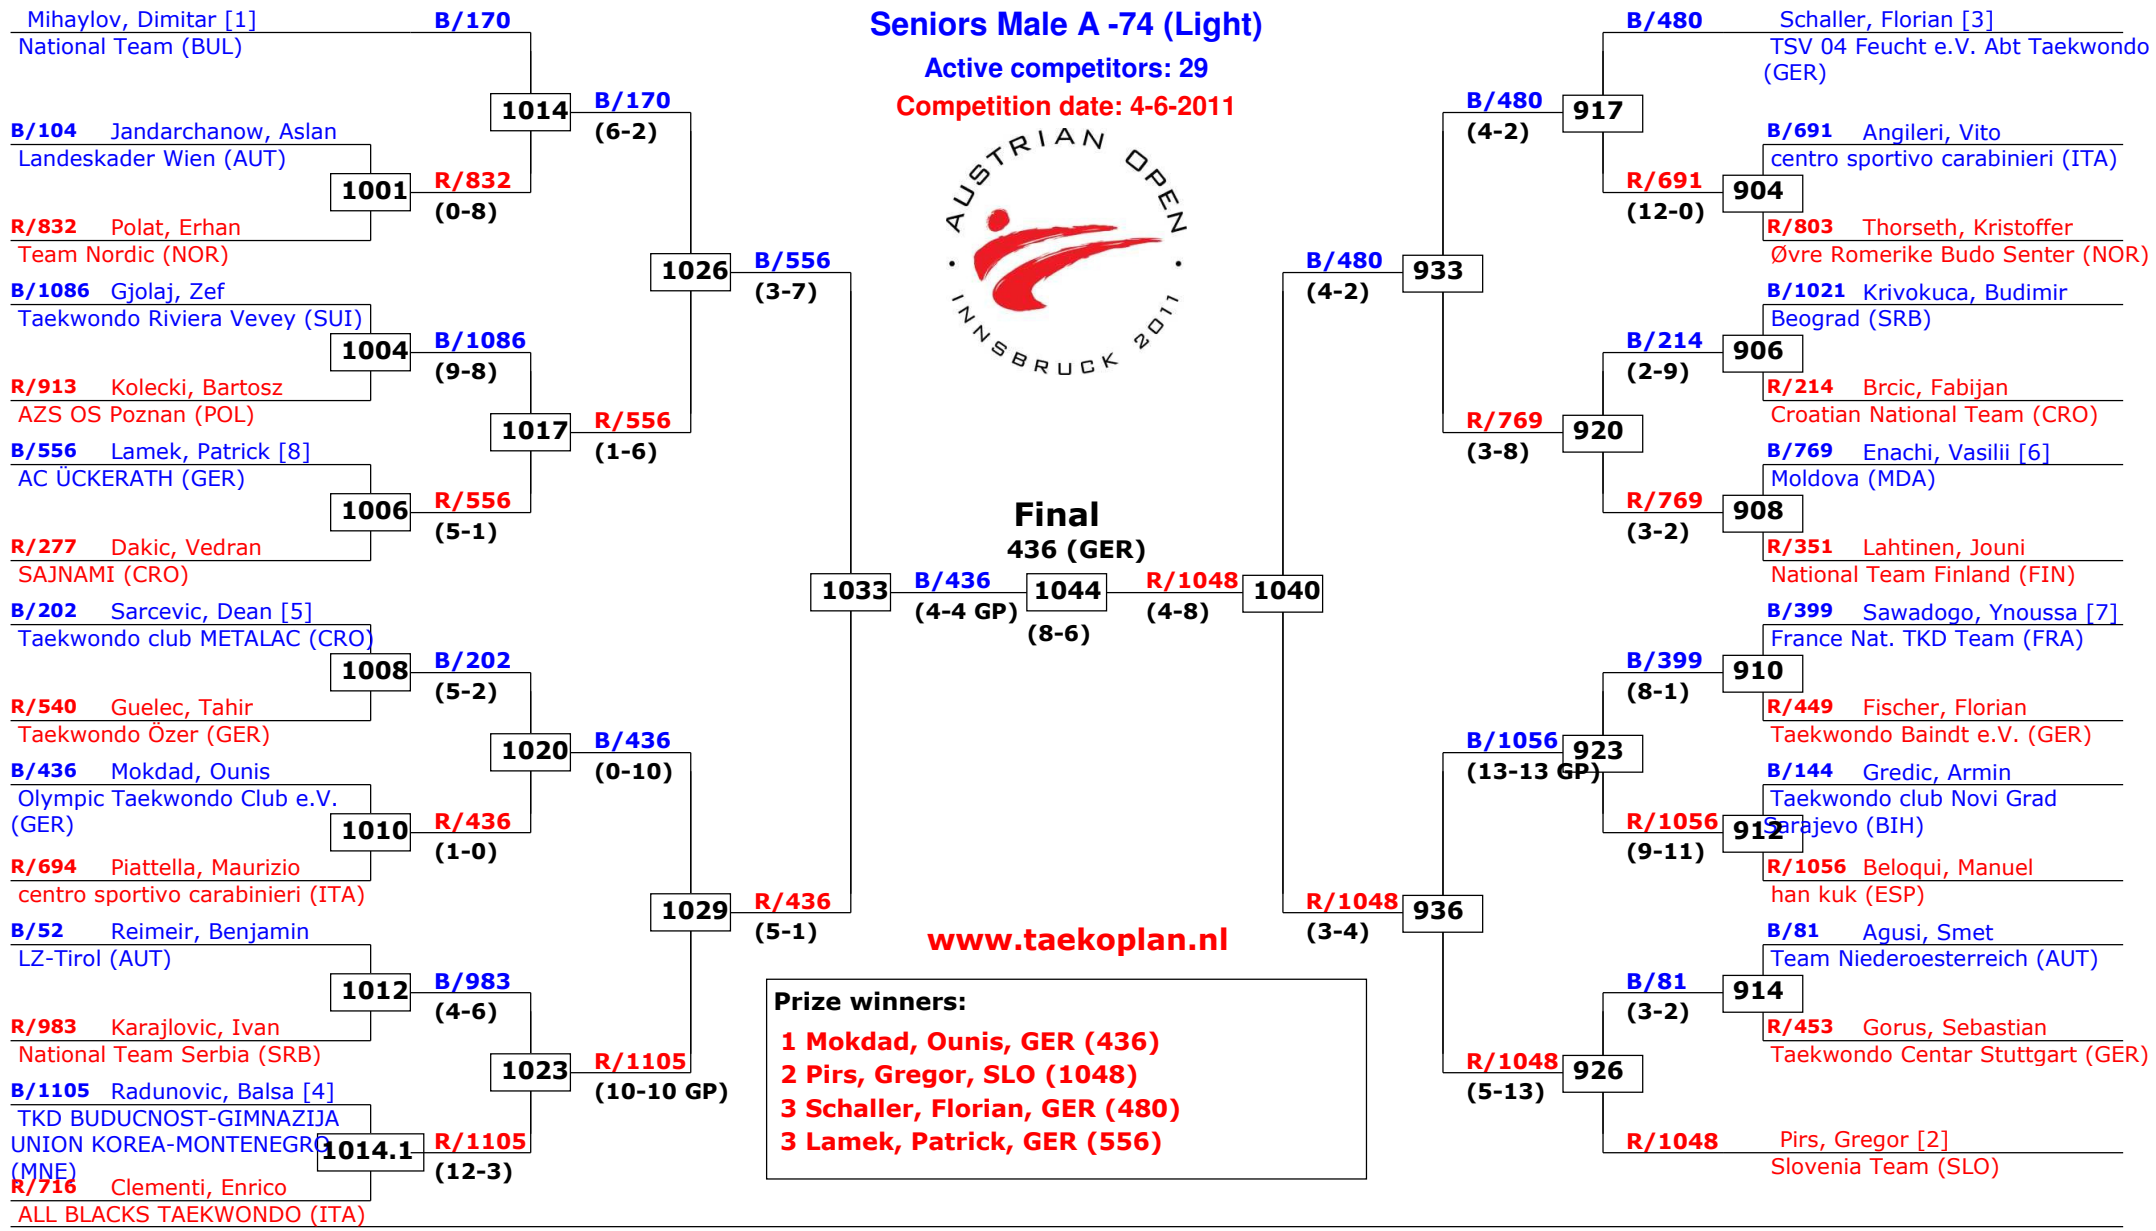 Seniors Male A -74 (Light)
Active competitors: 29
Competition date: 4-6-2011
AUSTRIAN OPEN
· INNSBRUCK 2011 ·
Mihaylov, Dimitar [1]
B/170
National Team (BUL)
1014
B/170
(6-2)
B/104 Jandarchanow, Aslan
Landeskader Wien (AUT)
1001
R/832
(0-8)
R/832 Polat, Erhan
Team Nordic (NOR)
1026
B/556
(3-7)
B/1086 Gjolaj, Zef
Taekwondo Riviera Vevey (SUI)
1004
B/1086
(9-8)
R/913 Kolecki, Bartosz
AZS OS Poznan (POL)
1017
R/556
(1-6)
B/556 Lamek, Patrick [8]
AC ÜCKERATH (GER)
1006
R/556
(5-1)
R/277 Dakic, Vedran
SAJNAMI (CRO)
1033
B/436
(4-4 GP)
B/202 Sarcevic, Dean [5]
Taekwondo club METALAC (CRO)
1008
B/202
(5-2)
R/540 Guelec, Tahir
Taekwondo Özer (GER)
1020
B/436
(0-10)
B/436 Mokdad, Ounis
Olympic Taekwondo Club e.V.
(GER)
1010
R/436
(1-0)
R/694 Piattella, Maurizio
centro sportivo carabinieri (ITA)
1029
R/436
(5-1)
B/52 Reimeir, Benjamin
LZ-Tirol (AUT)
1012
B/983
(4-6)
R/983 Karajlovic, Ivan
National Team Serbia (SRB)
1023
R/1105
(10-10 GP)
B/1105 Radunovic, Balsa [4]
TKD BUDUCNOST-GIMNAZIJA
UNION KOREA-MONTENEGRO
(MNE)
1014.1
R/1105
(12-3)
R/716 Clementi, Enrico
ALL BLACKS TAEKWONDO (ITA)
Final
436 (GER)
1044
(8-6)
R/1048
(4-8)
1040
B/480
Schaller, Florian [3]
TSV 04 Feucht e.V. Abt Taekwondo
(GER)
B/480
(4-2)
917
B/691 Angileri, Vito
centro sportivo carabinieri (ITA)
R/691
(12-0)
904
R/803 Thorseth, Kristoffer
Øvre Romerike Budo Senter (NOR)
B/480
(4-2)
933
B/1021 Krivokuca, Budimir
Beograd (SRB)
B/214
(2-9)
906
R/214 Brcic, Fabijan
Croatian National Team (CRO)
R/769
(3-8)
920
B/769 Enachi, Vasilii [6]
Moldova (MDA)
R/769
(3-2)
908
R/351 Lahtinen, Jouni
National Team Finland (FIN)
B/399 Sawadogo, Ynoussa [7]
France Nat. TKD Team (FRA)
B/399
(8-1)
910
R/449 Fischer, Florian
Taekwondo Baindt e.V. (GER)
B/1056
(13-13 GP)
923
B/144 Gredic, Armin
Taekwondo club Novi Grad
Sarajevo (BIH)
R/1056
(9-11)
912
R/1056 Beloqui, Manuel
han kuk (ESP)
R/1048
(3-4)
936
B/81 Agusi, Smet
Team Niederoesterreich (AUT)
B/81
(3-2)
914
R/453 Gorus, Sebastian
Taekwondo Centar Stuttgart (GER)
R/1048
(5-13)
926
R/1048
Pirs, Gregor [2]
Slovenia Team (SLO)
www.taekoplan.nl
Prize winners:
1 Mokdad, Ounis, GER (436)
2 Pirs, Gregor, SLO (1048)
3 Schaller, Florian, GER (480)
3 Lamek, Patrick, GER (556)